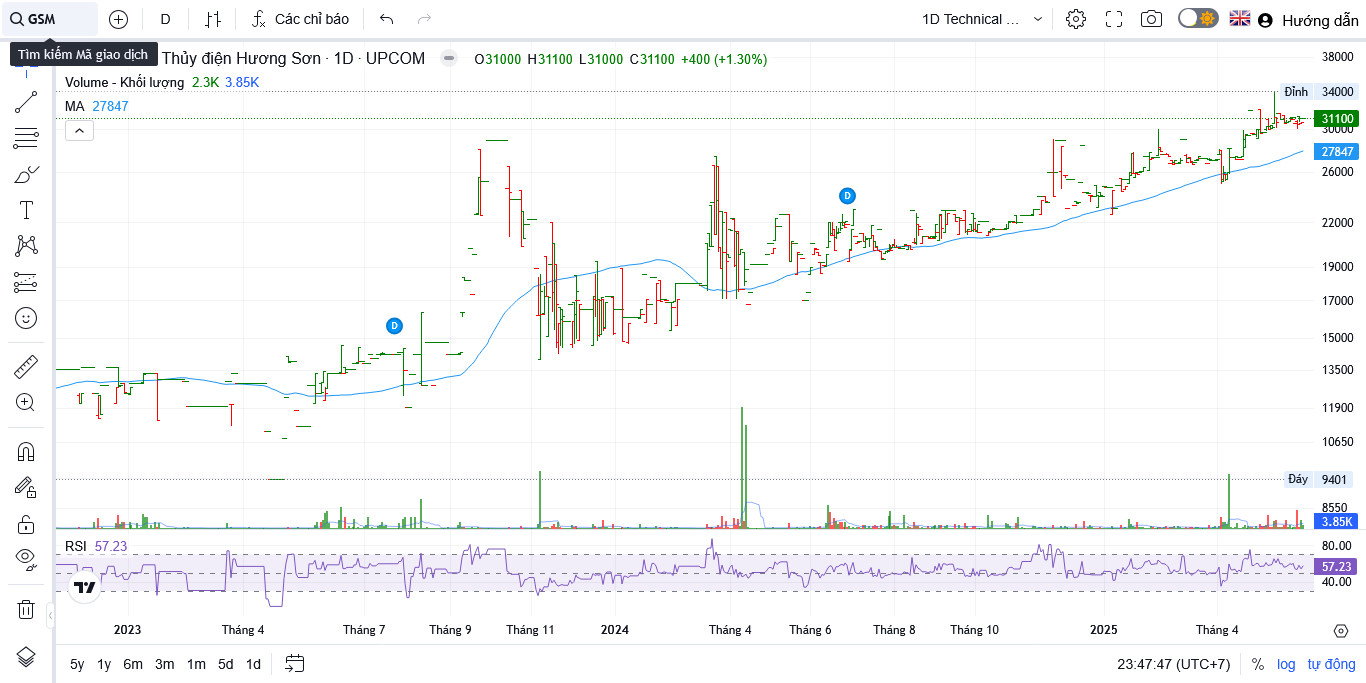 GSM
D
Các chỉ báo
1D Technical ...
Hướng dẫn
Tìm kiếm Mã giao dịch
Thủy điện Hương Sơn · 1D · UPCOM
O31000 H31100 L31000 C31100 +400 (+1.30%)
Volume - Khối lượng 2.3K 3.85K
MA 27847
38000
Đỉnh 34000
31100
30000
27847
26000
22000
19000
17000
15000
13500
11900
10650
Đáy 9401
8550
3.85K
D
D
RSI 57.23
80.00
57.23
40.00
2023 Tháng 4 Tháng 7 Tháng 9 Tháng 11 2024 Tháng 4 Tháng 6 Tháng 8 Tháng 10 2025 Tháng 4
5y 1y 6m 3m 1m 5d 1d
23:47:47 (UTC+7) % log tự động